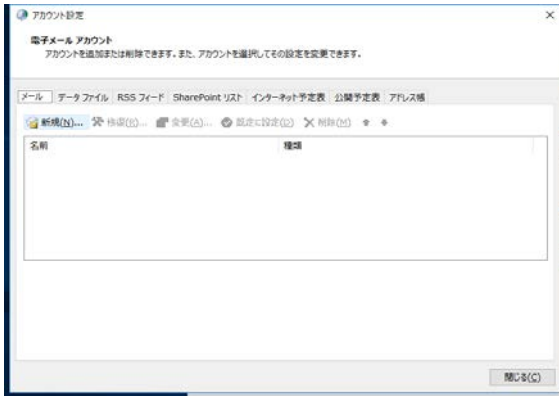 アカウント設定
電子メール アカウント
アカウントを追加または削除できます。また、アカウントを選択してその設定を変更できます。
メール データ ファイル RSS フィード SharePoint リスト インターネット予定表 公開予定表 アドレス帳
新規(N)... 修復(R)... 変更(A)... 既定に設定(D) 削除(M)
名前 種類
閉じる(C)